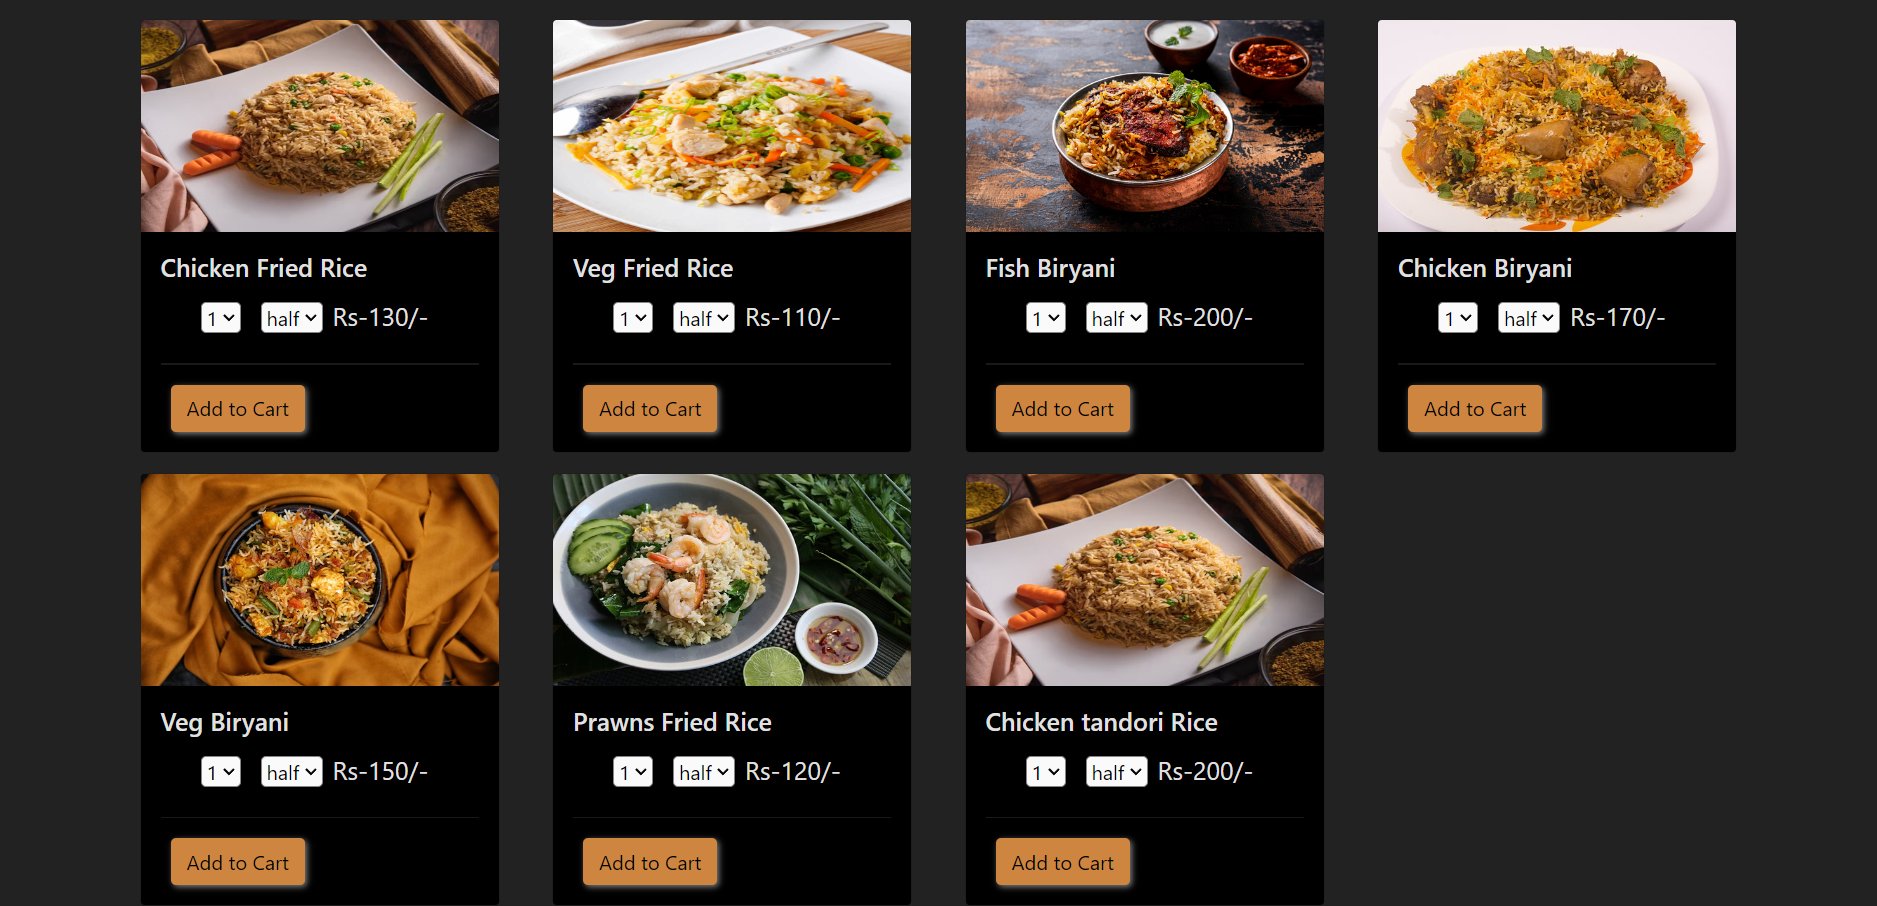 Chicken Fried Rice
1 half Rs-130/-
Add to Cart
Veg Fried Rice
1 half Rs-110/-
Add to Cart
Fish Biryani
1 half Rs-200/-
Add to Cart
Chicken Biryani
1 half Rs-170/-
Add to Cart
Veg Biryani
1 half Rs-150/-
Add to Cart
Prawns Fried Rice
1 half Rs-120/-
Add to Cart
Chicken tandori Rice
1 half Rs-200/-
Add to Cart